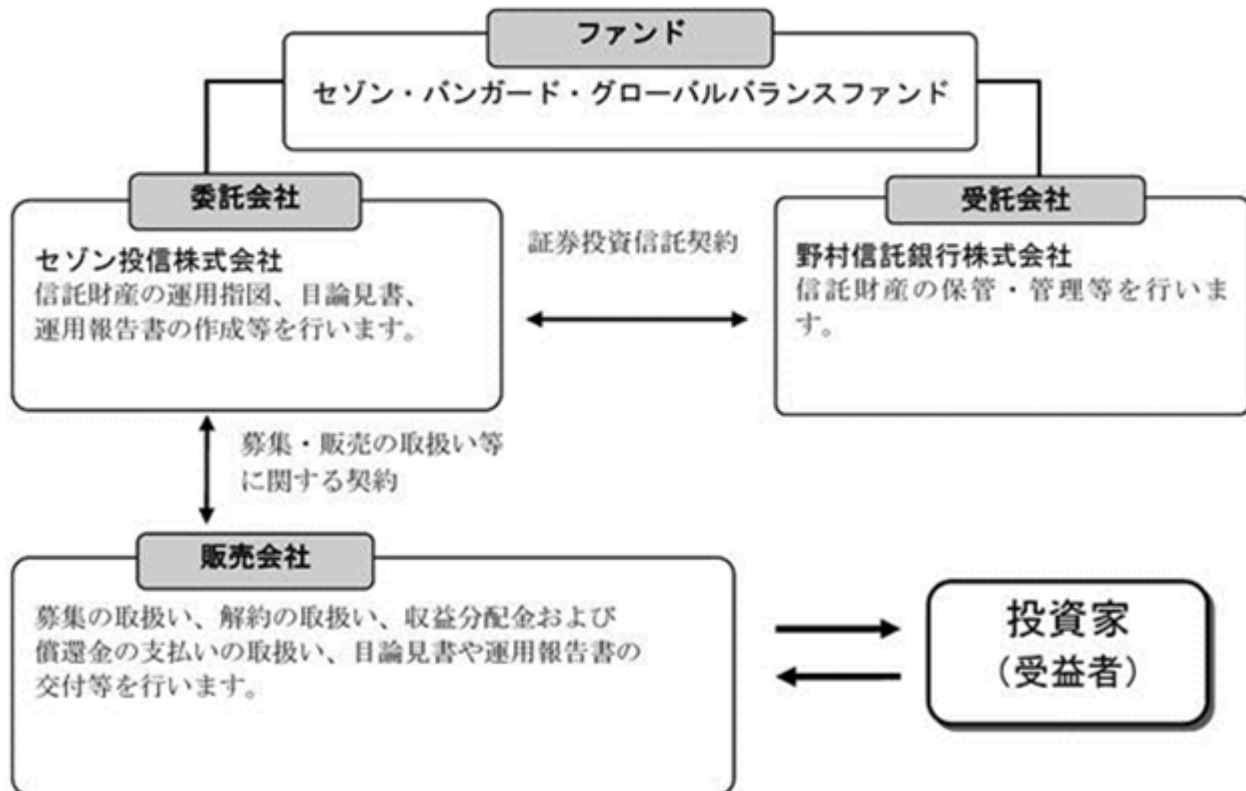 ファンド
セゾン・バンガード・グローバルバランスファンド
委託会社
セゾン投信株式会社
信託財産の運用指図、目論見書、
運用報告書の作成等を行います。
証券投資信託契約
受託会社
野村信託銀行株式会社
信託財産の保管・管理等を行いま
す。
募集・販売の取扱い等
に関する契約
販売会社
募集の取扱い、解約の取扱い、収益分配金および
償還金の支払いの取扱い、目論見書や運用報告書の
交付等を行います。
投資家
（受益者）